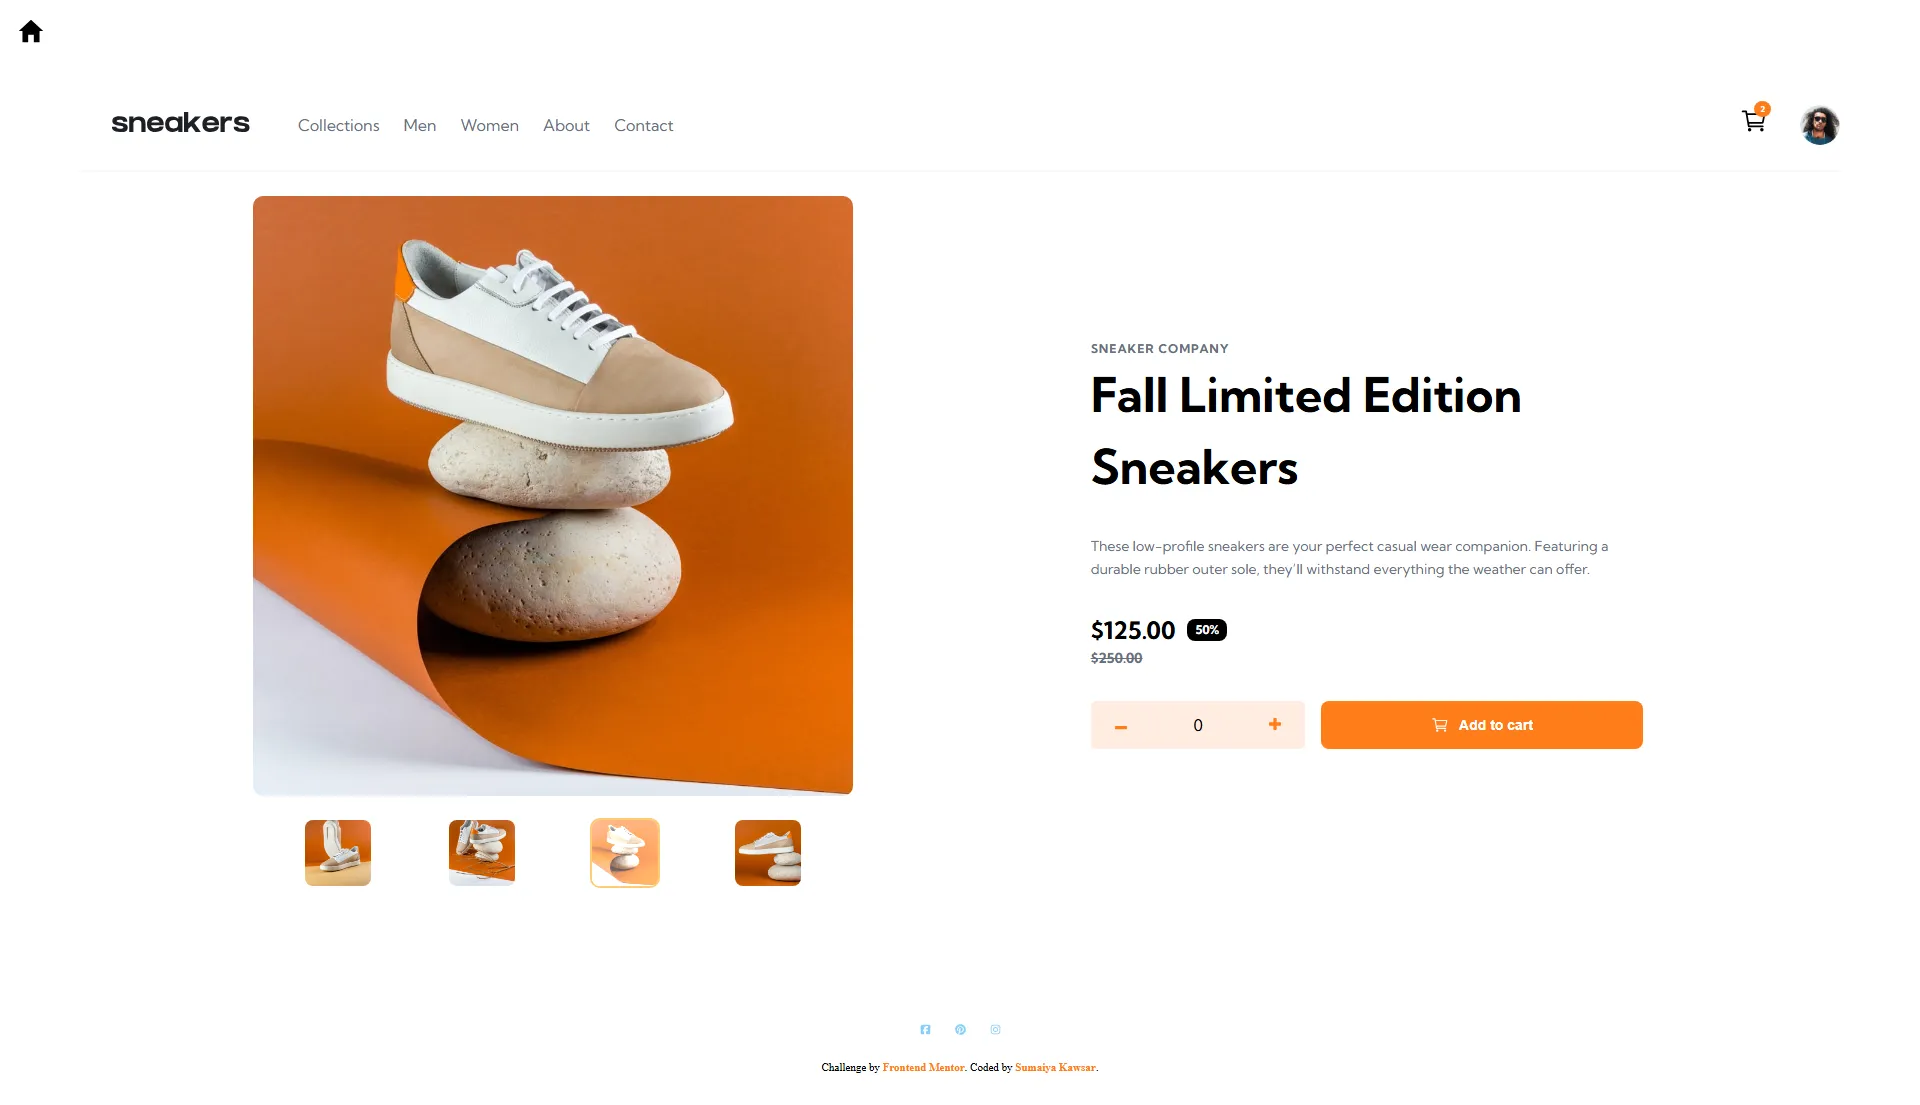 sneakers
Collections Men Women About Contact
2
SNEAKER COMPANY
Fall Limited Edition
Sneakers
These low-profile sneakers are your perfect casual wear companion. Featuring a
durable rubber outer sole, they’ll withstand everything the weather can offer.
$125.00 50%
$250.00
0
Add to cart
Challenge by Frontend Mentor. Coded by Sumaiya Kawsar.